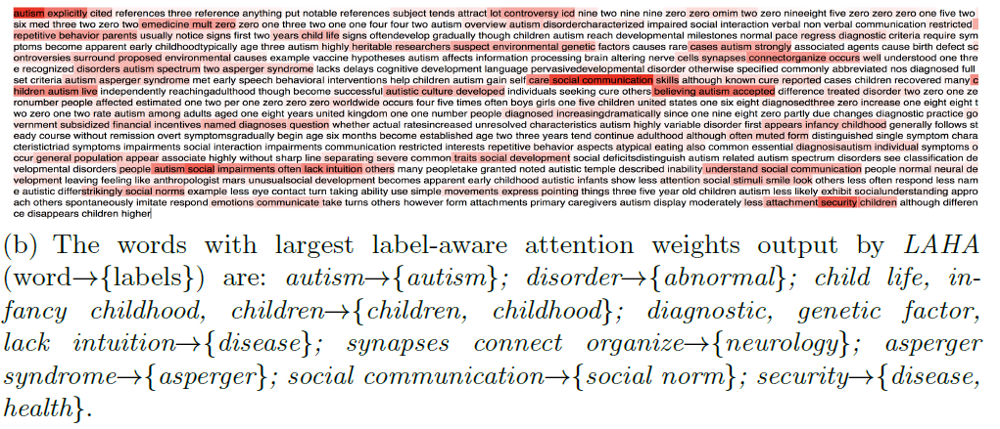 autism explicitly cited references three reference anything put notable references subject tends attract lot controversy icd nine two nine nine zero zero omim two zero nineeight five zero zero zero zero one five two
six med three two zero two emedicine mult zero zero one three two one one four four two autism overview autism disordercharacterized impaired social interaction verbal non verbal communication restricted
repetitive behavior parents usually notice signs first two years child life signs oftendevelop gradually though children autism reach developmental milestones normal pace regress diagnostic criteria require sym
ptoms become apparent early childhoodtypically age three autism highly heritable researchers suspect environmental genetic factors causes rare cases autism strongly associated agents cause birth defect sc
ontroversies surround proposed environmental causes example vaccine hypotheses autism affects information processing brain altering nerve cells synapses connectorganize occurs well understood one thre
e recognized disorders autism spectrum two asperger syndrome lacks delays cognitive development language pervasivedevelopmental disorder otherwise specified commonly abbreviated nos diagnosed full
set criteria autism asperger syndrome met early speech behavioral interventions help children autism gain self care social communication skills although known cure reported cases children recovered many c
hildren autism live independently reachingadulthood though become successful autistic culture developed individuals seeking cure others believing autism accepted difference treated disorder two zero one ze
ronumber people affected estimated one two per one zero zero zero worldwide occurs four five times often boys girls one five children united states one six eight diagnosedthree zero increase one eight eight t
wo zero one two rate autism among adults aged one eight years united kingdom one one number people diagnosed increasingdramatically since one nine eight zero partly due changes diagnostic practice go
vernment subsidized financial incentives named diagnoses question whether actual ratesincreased unresolved characteristics autism highly variable disorder first appears infancy childhood generally follows st
eady course without remission overt symptomsgradually begin age six months become established age two three years tend continue adulthood although often muted form distinguished single symptom chara
cteristictriad symptoms impairments social interaction impairments communication restricted interests repetitive behavior aspects atypical eating also common essential diagnosisautism individual symptoms o
ccur general population appear associate highly without sharp line separating severe common traits social development social deficitsdistinguish autism related autism spectrum disorders see classification de
velopmental disorders people autism social impairments often lack intuition others many peopletake granted noted autistic temple described inability understand social communication people normal neural de
velopment leaving feeling like anthropologist mars unusualsocial development becomes apparent early childhood autistic infants show less attention social stimuli smile look others less often respond less nam
e autistic differstrikingly social norms example less eye contact turn taking ability use simple movements express pointing things three five year old children autism less likely exhibit socialunderstanding appro
ach others spontaneously imitate respond emotions communicate take turns others however form attachments primary caregivers autism display moderately less attachment security children although differen
ce disappears children higher
(b) The words with largest label-aware attention weights output by LAHA
(word→{labels}) are: autism→{autism}; disorder→{abnormal}; child life, in-
fancy childhood, children→{children, childhood}; diagnostic, genetic factor,
lack intuition→{disease}; synapses connect organize→{neurology}; asperger
syndrome→{asperger}; social communication→{social norm}; security→{disease,
health}.